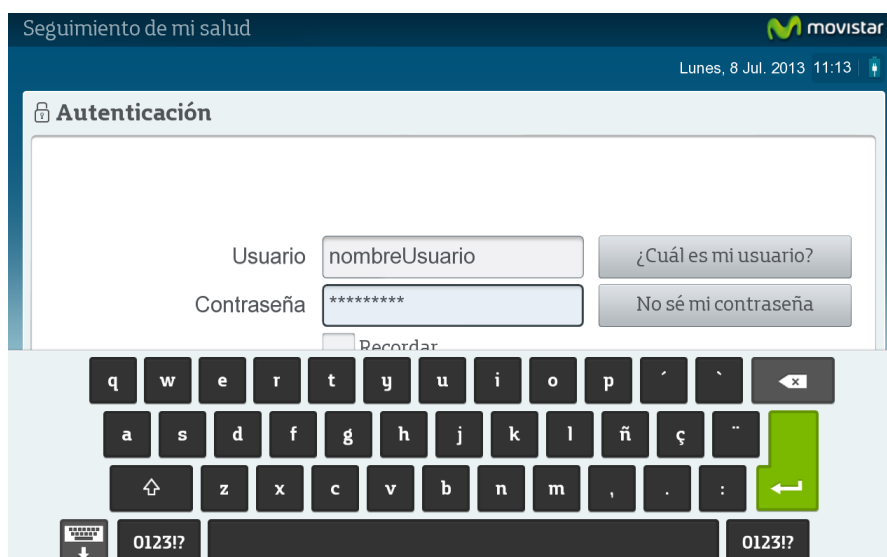 Seguimiento de mi salud
movistar
Lunes, 8 Jul. 2013 11:13
Autenticación
Usuario nombreUsuario ¿Cuál es mi usuario?
Contraseña ********* No sé mi contraseña
Recordar
q w e r t y u i o p ´ `
a s d f g h j k l ñ ç ¨
z x c v b n m , . :
0123!? 0123!?